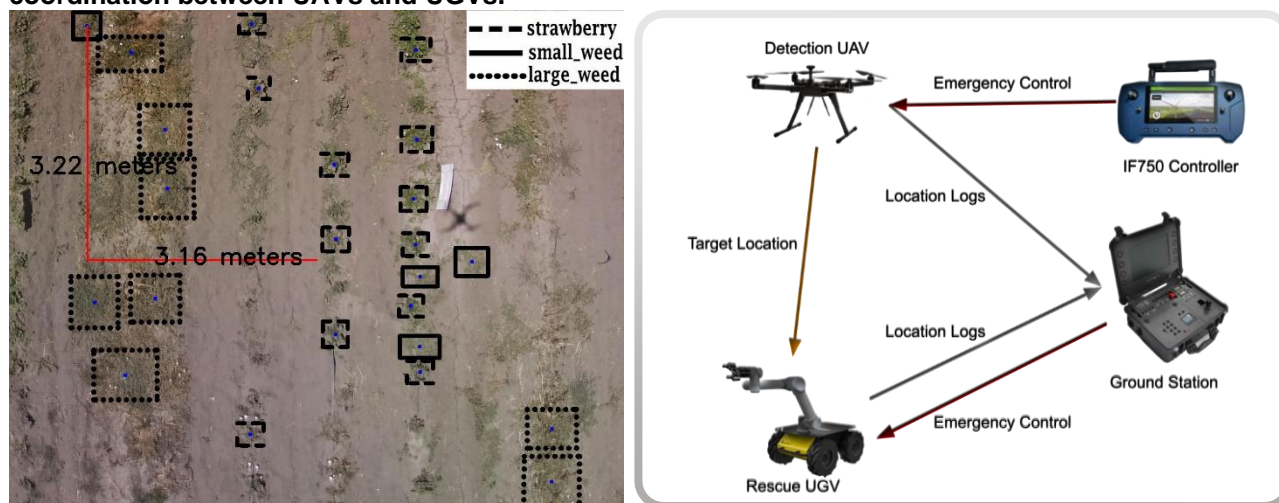 coordination between UAVs and UGVs.
strawberry
small_weed
large_weed
3.22 meters
3.16 meters
Detection UAV
Emergency Control
IF750 Controller
Location Logs
Target Location
Location Logs
Ground Station
Emergency Control
Rescue UGV